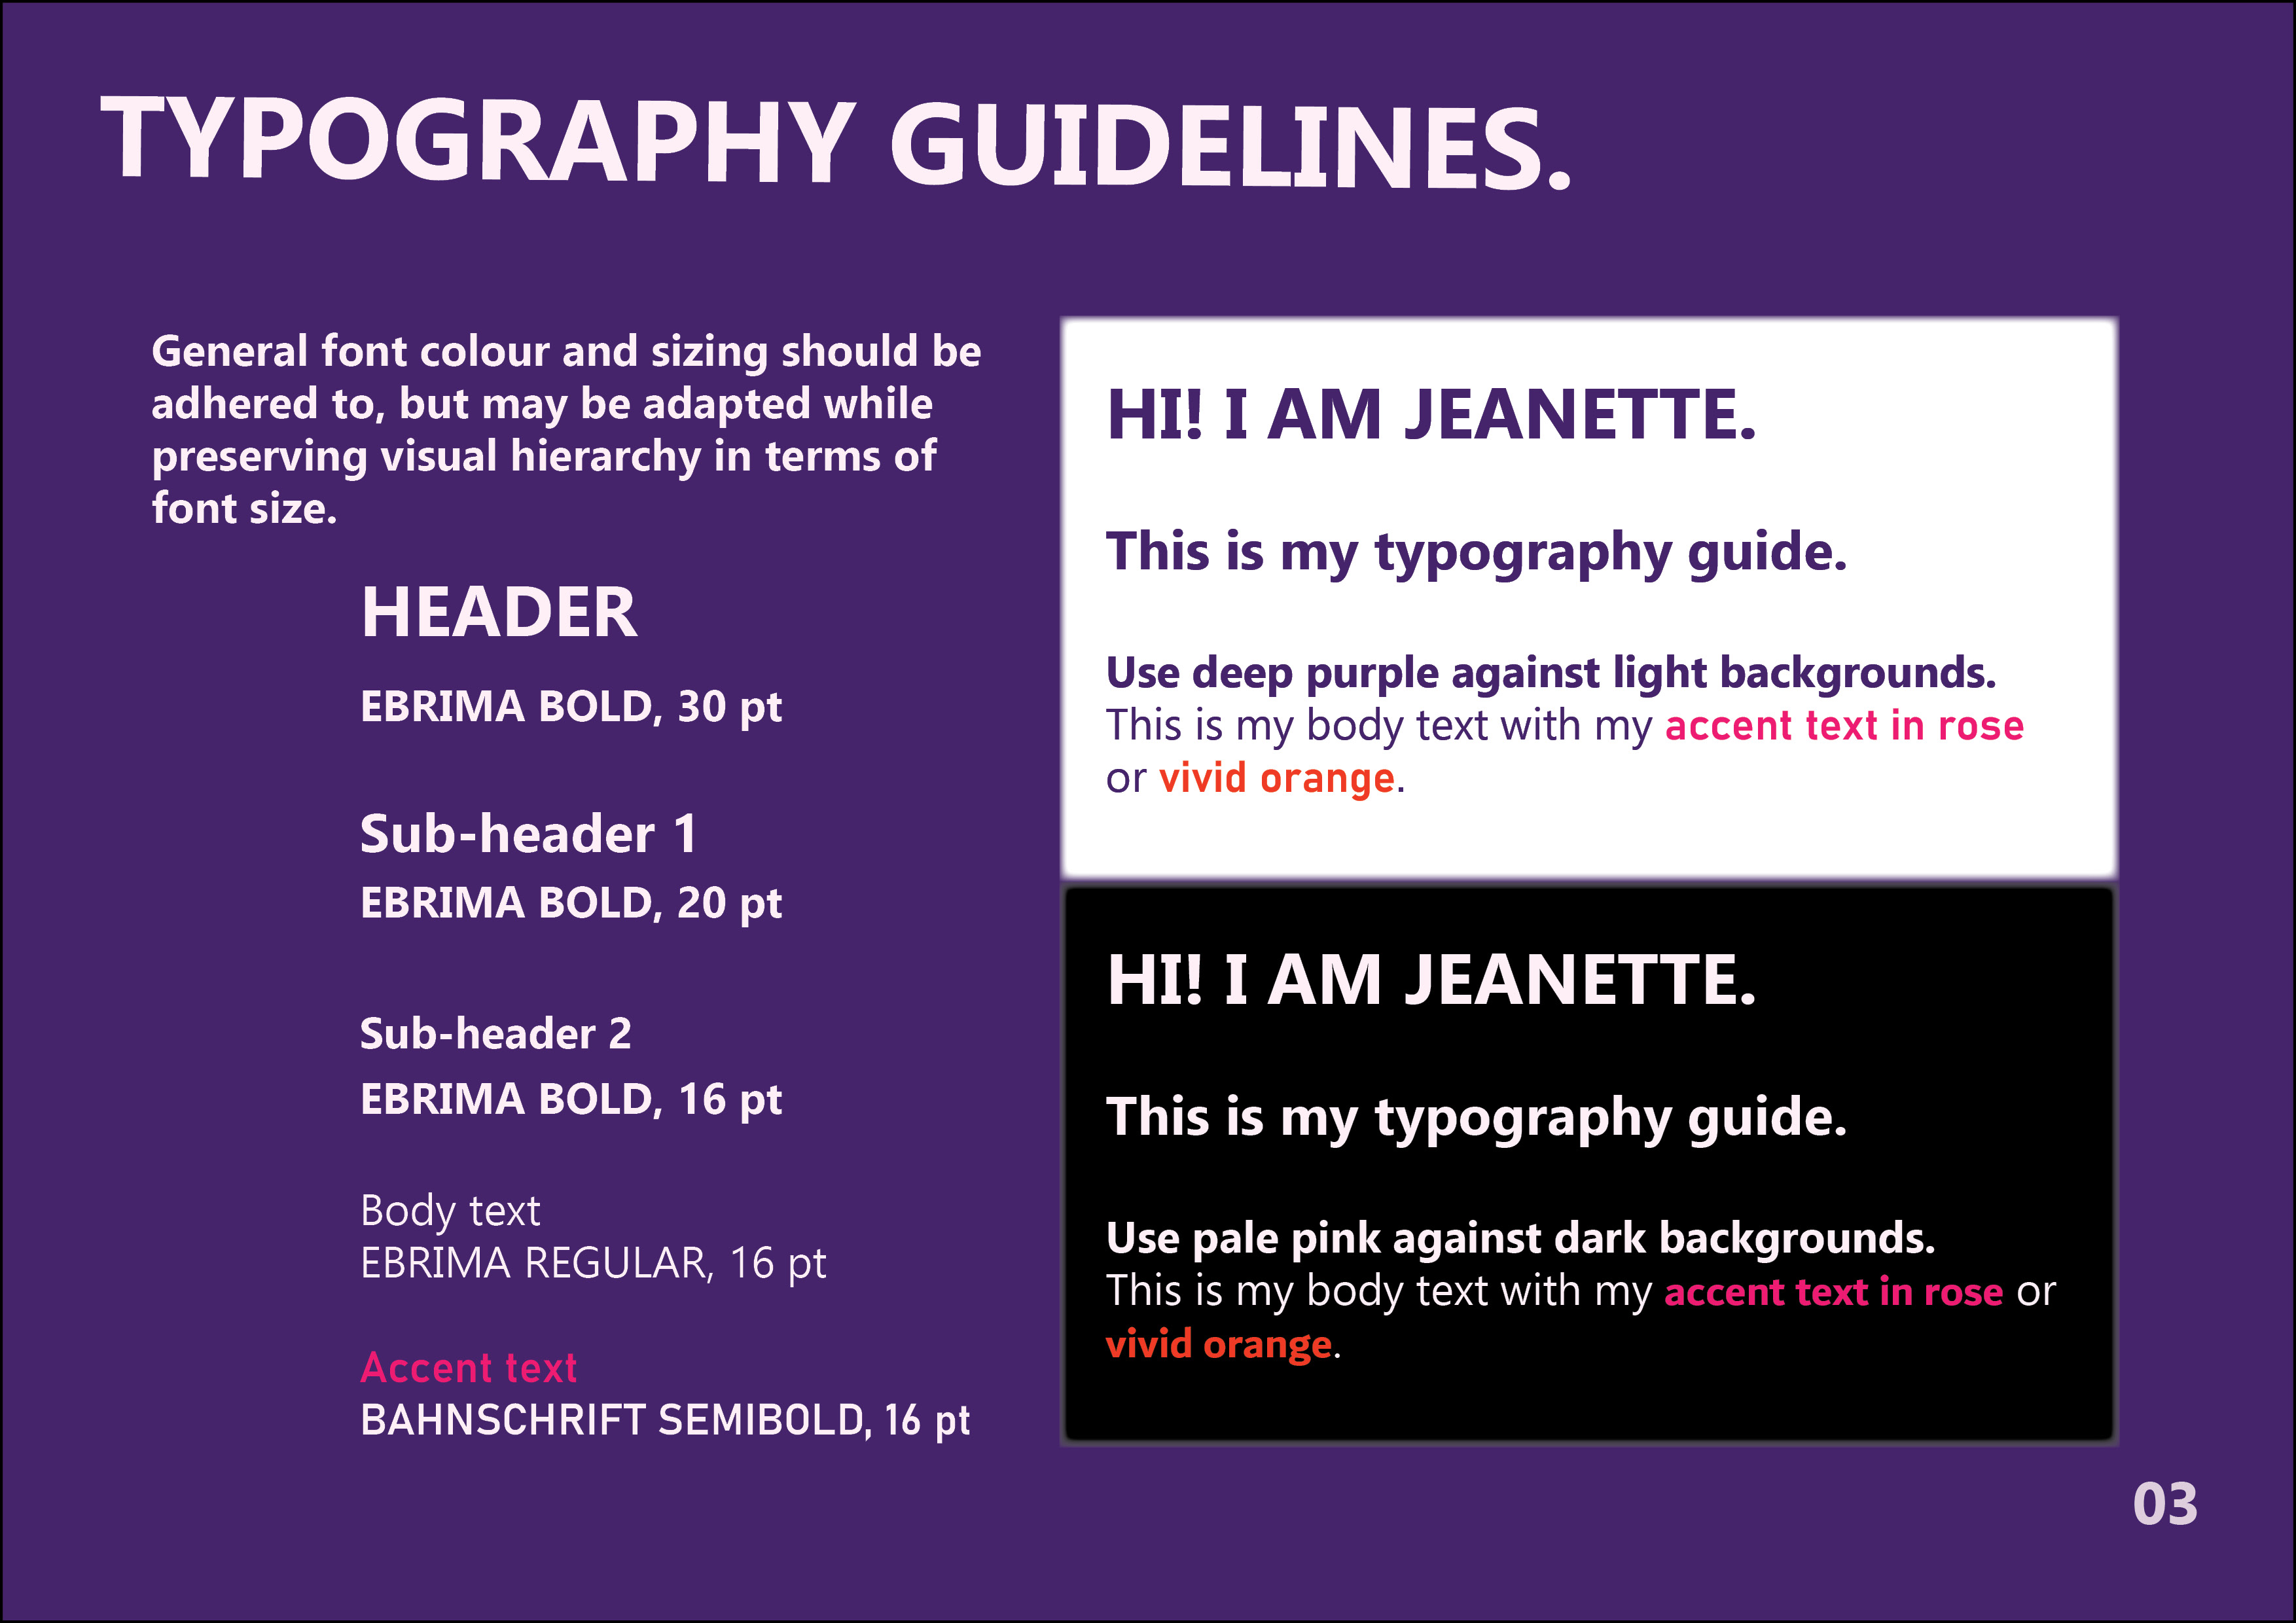 TYPOGRAPHY GUIDELINES.
General font colour and sizing should be
adhered to, but may be adapted while
preserving visual hierarchy in terms of
font size.
HEADER
EBRIMA BOLD, 30 pt
Sub-header 1
EBRIMA BOLD, 20 pt
Sub-header 2
EBRIMA BOLD, 16 pt
Body text
EBRIMA REGULAR, 16 pt
Accent text
BAHNSCHRIFT SEMIBOLD, 16 pt
HI! I AM JEANETTE.
This is my typography guide.
Use deep purple against light backgrounds.
This is my body text with my accent text in rose
or vivid orange.
HI! I AM JEANETTE.
This is my typography guide.
Use pale pink against dark backgrounds.
This is my body text with my accent text in rose or
vivid orange.
03